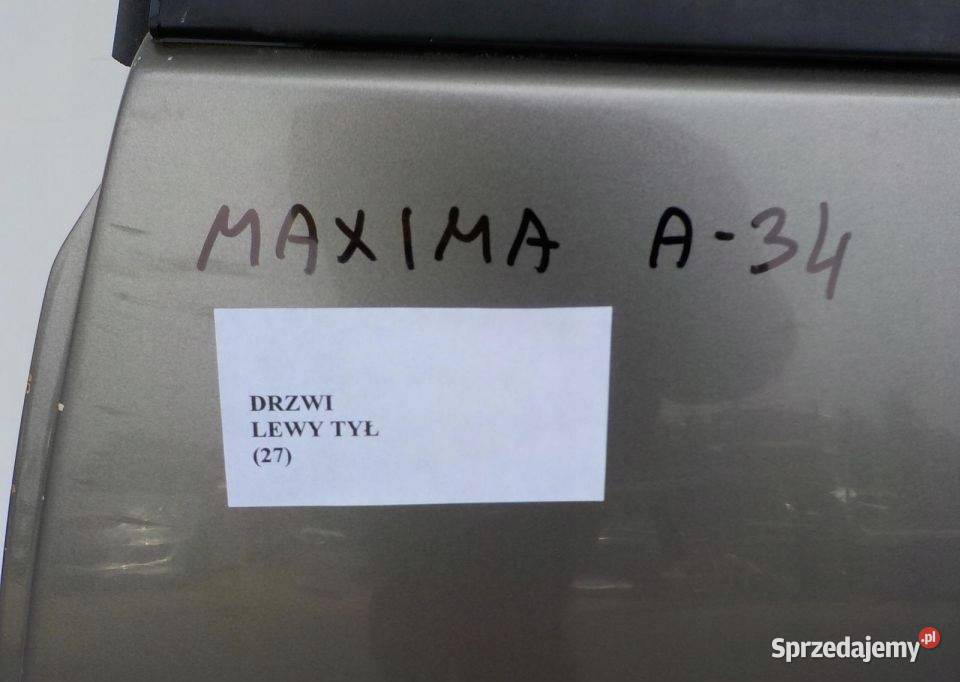 MAXIMA A-34
DRZWI
LEWY TYŁ
(27)
Sprzedajemy.pl